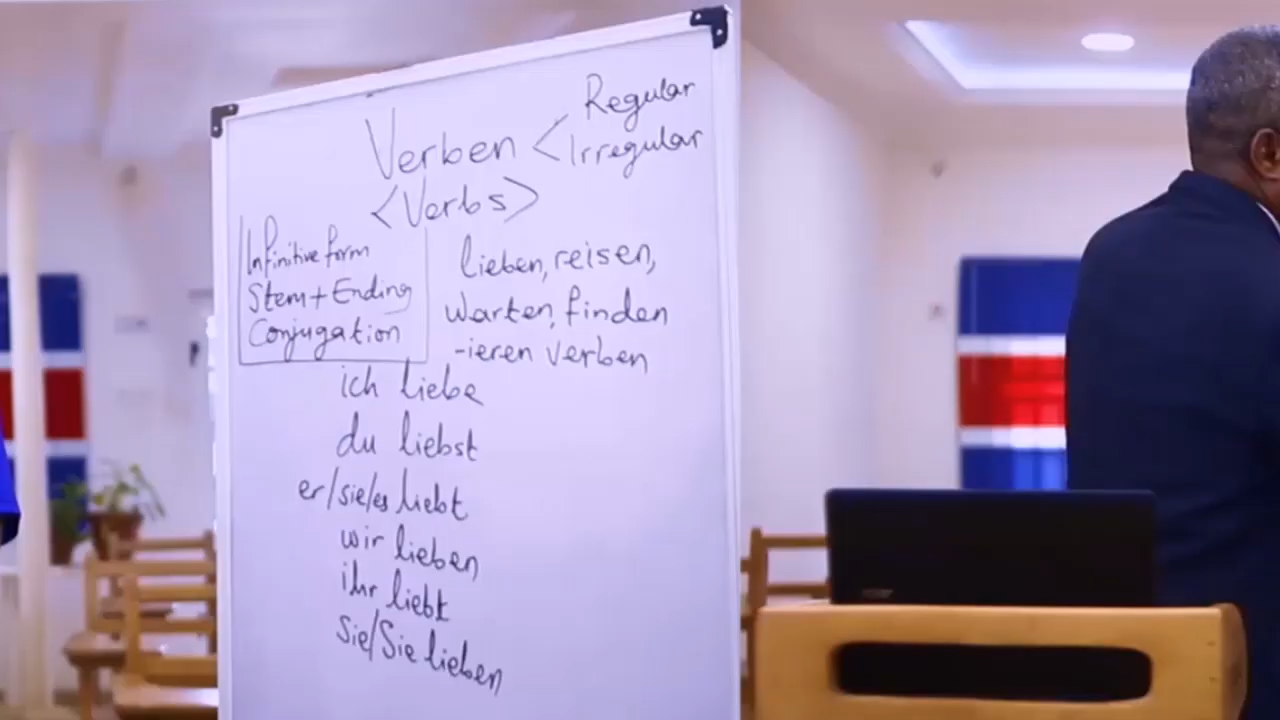 Verben < Regular
Irregular
<Verbs>
Infinitive form
Stem + Ending
Conjugation
lieben, reisen,
warten, finden
-ieren verben
ich liebe
du liebst
er/sie/es liebt
wir lieben
ihr liebt
Sie/Sie lieben